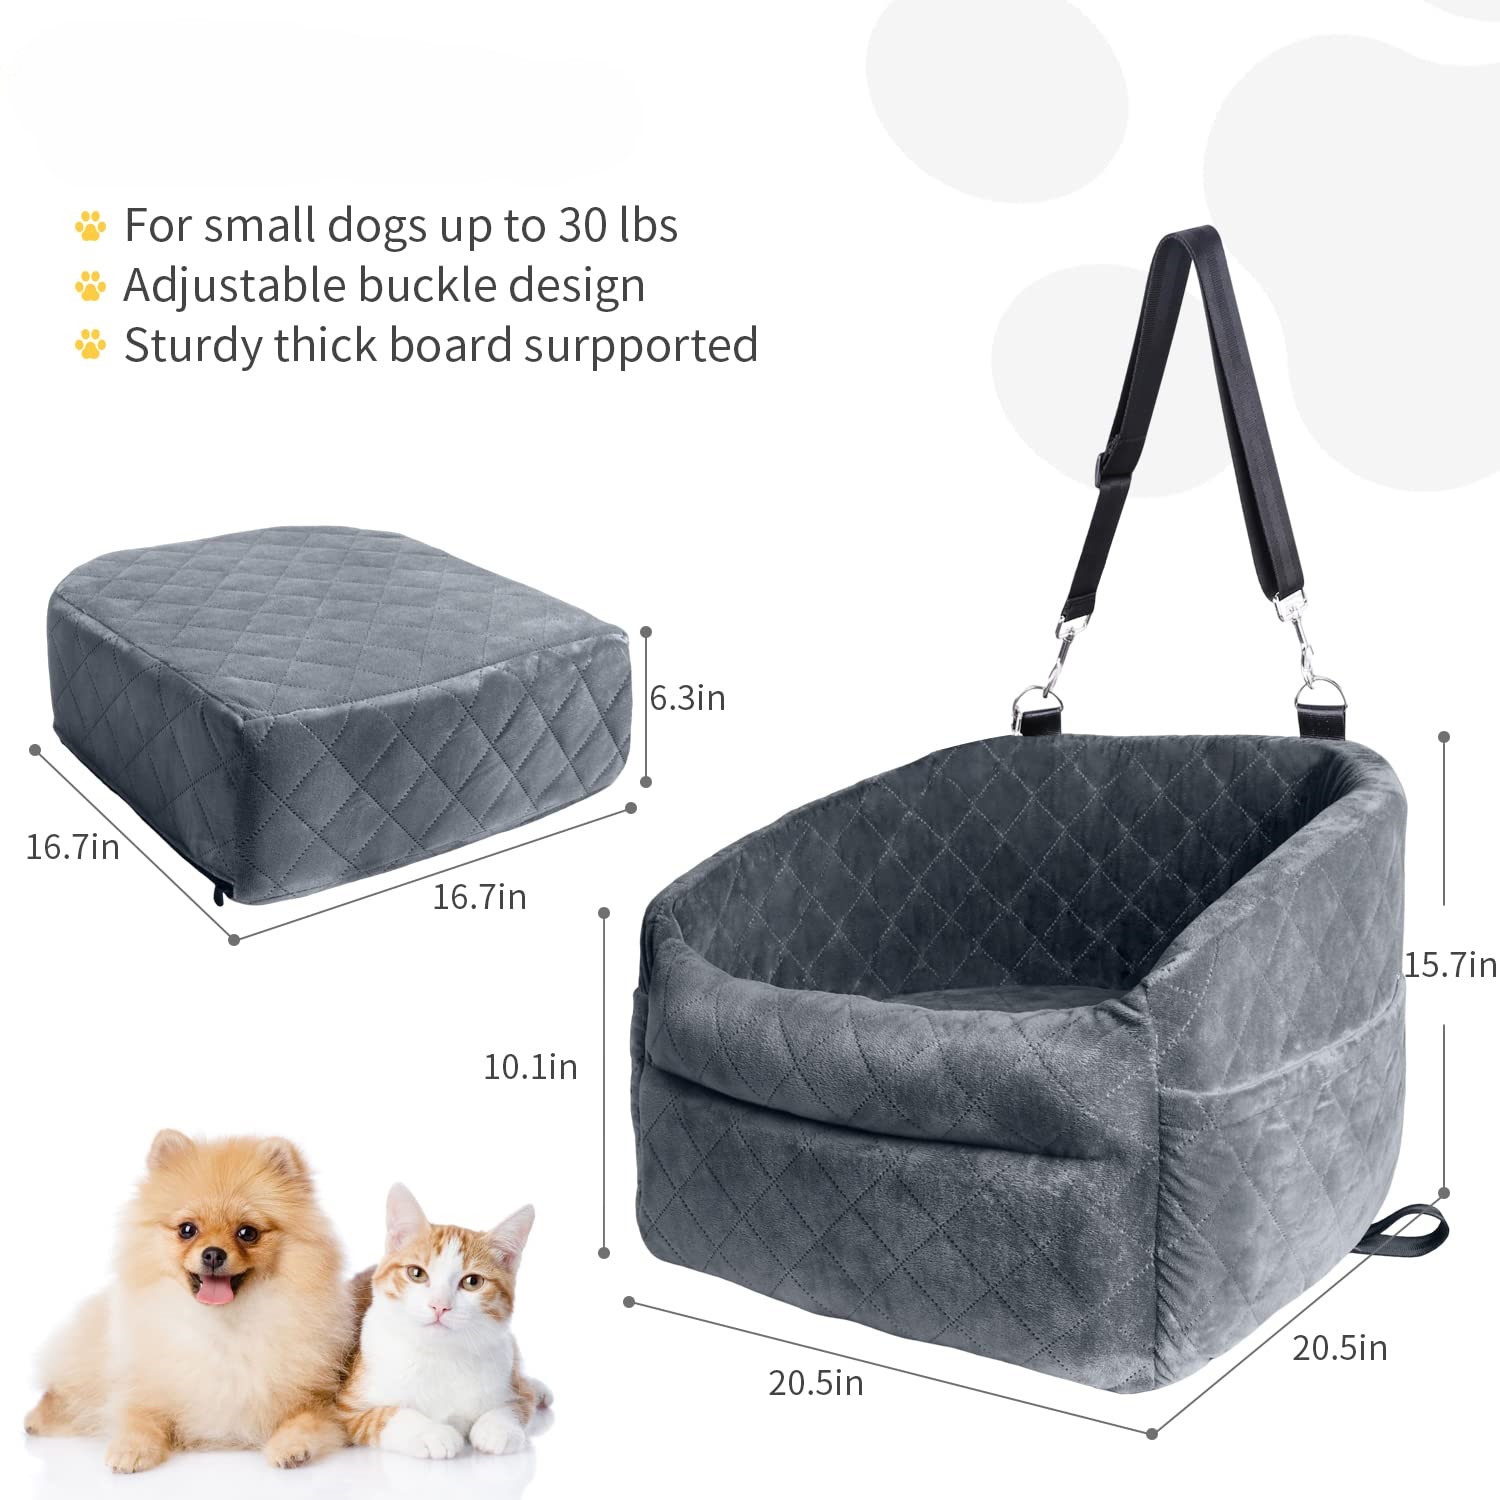 For small dogs up to 30 lbs
Adjustable buckle design
Sturdy thick board surpported
6.3in
16.7in
16.7in
15.7in
10.1in
20.5in
20.5in